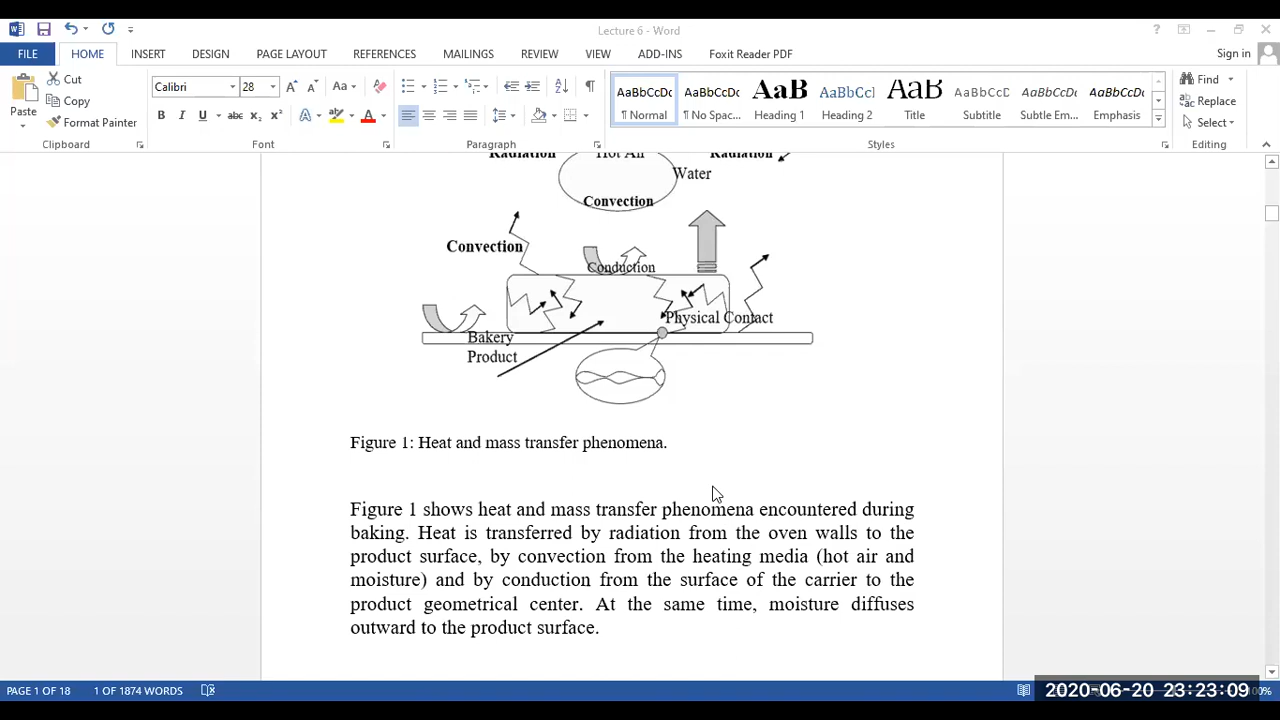 Lecture 6 - Word
FILE HOME INSERT DESIGN PAGE LAYOUT REFERENCES MAILINGS REVIEW VIEW ADD-INS Foxit Reader PDF Sign in
Cut
Copy
Format Painter
Paste
Clipboard
Calibri 28
Font
Paragraph
AaBbCcDc AaBbCcDc AaB AaBbCcl AaB AaBbCcD AaBbCcDc AaBbCcDc
¶ Normal ¶ No Spac... Heading 1 Heading 2 Title Subtitle Subtle Em... Emphasis
Styles
Find
Replace
Select
Editing
Radiation Hot Air Radiation
Water
Convection
Convection
Conduction
Physical Contact
Bakery
Product
Figure 1: Heat and mass transfer phenomena.
Figure 1 shows heat and mass transfer phenomena encountered during
baking. Heat is transferred by radiation from the oven walls to the
product surface, by convection from the heating media (hot air and
moisture) and by conduction from the surface of the carrier to the
product geometrical center. At the same time, moisture diffuses
outward to the product surface.
PAGE 1 OF 18 1 OF 1874 WORDS
2020-06-20 23:23:09